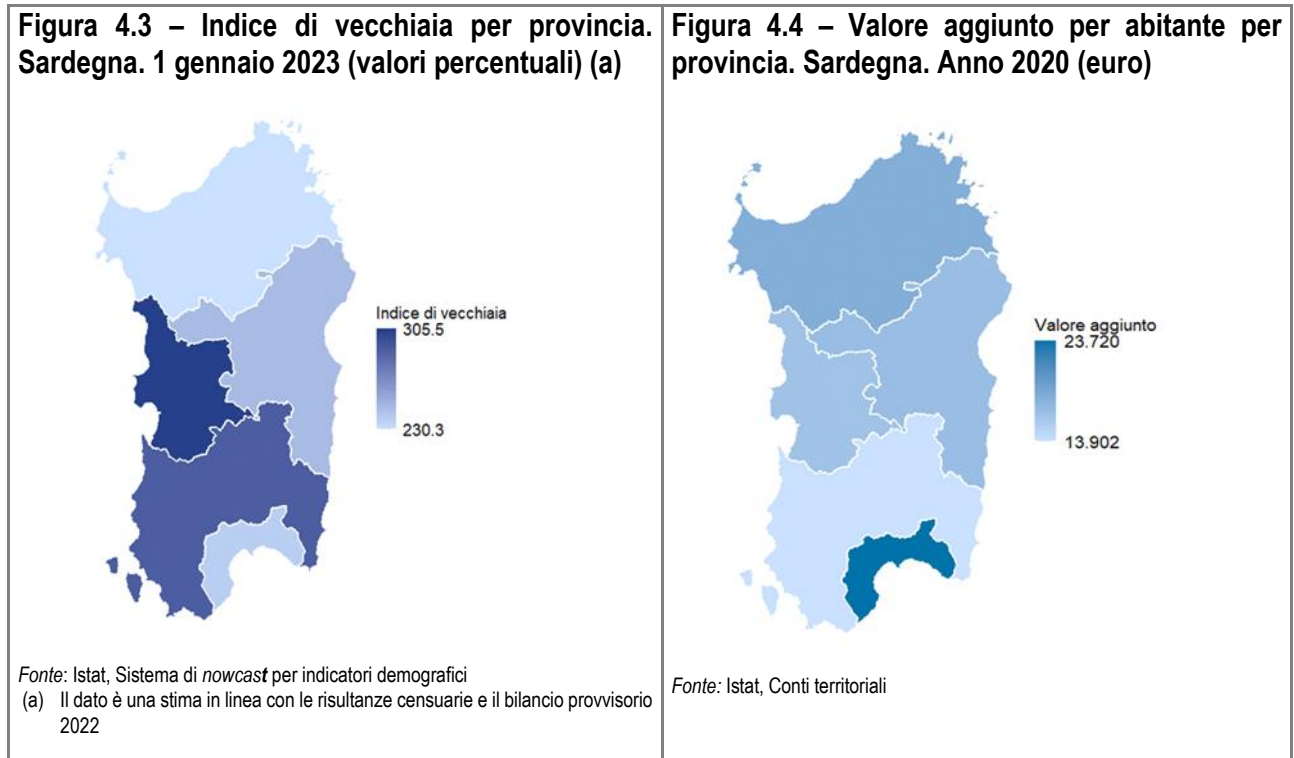 Figura 4.3 – Indice di vecchiaia per provincia.
Sardegna. 1 gennaio 2023 (valori percentuali) (a)
Indice di vecchiaia
305.5
230.3
Fonte: Istat, Sistema di nowcast per indicatori demografici
(a) Il dato è una stima in linea con le risultanze censuarie e il bilancio provvisorio
2022
Figura 4.4 – Valore aggiunto per abitante per
provincia. Sardegna. Anno 2020 (euro)
Valore aggiunto
23.720
13.902
Fonte: Istat, Conti territoriali